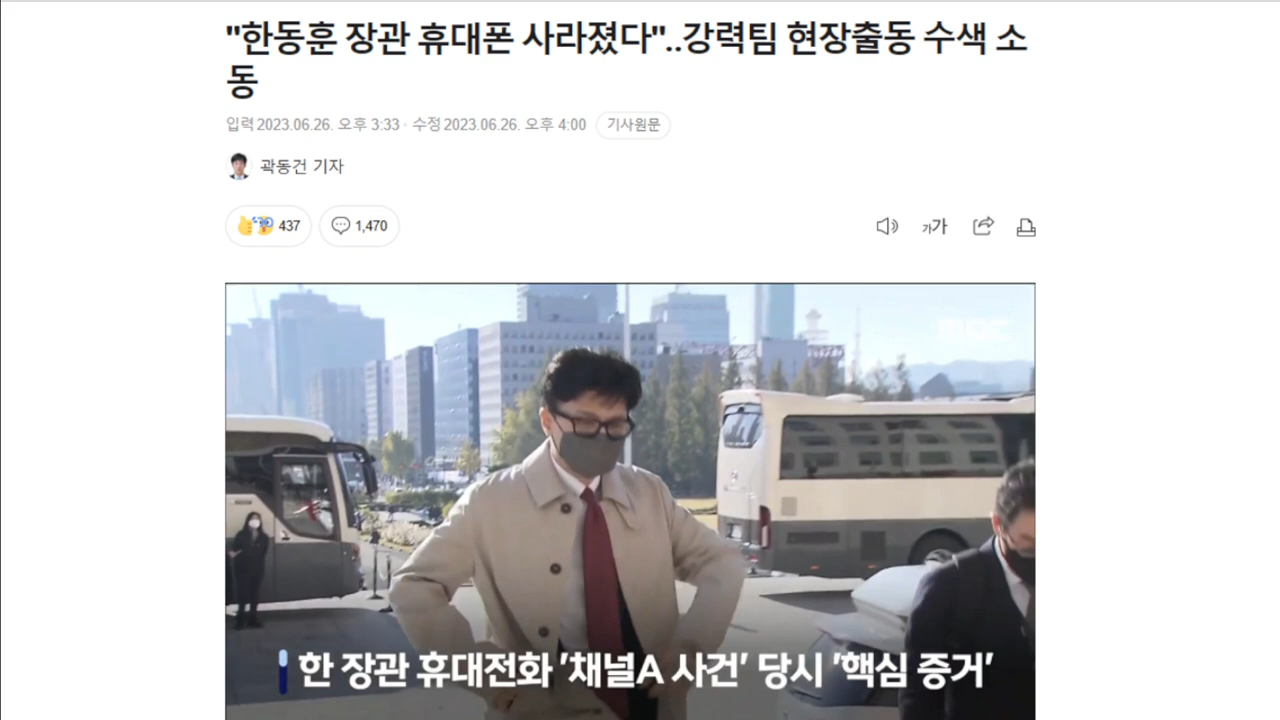 "한동훈 장관 휴대폰 사라졌다"..강력팀 현장출동 수색 소
동
입력 2023.06.26. 오후 3:33 · 수정 2023.06.26. 오후 4:00 기사원문
곽동건 기자
437 1,470 가가
MBC
한 장관 휴대전화 '채널A 사건' 당시 '핵심 증거'